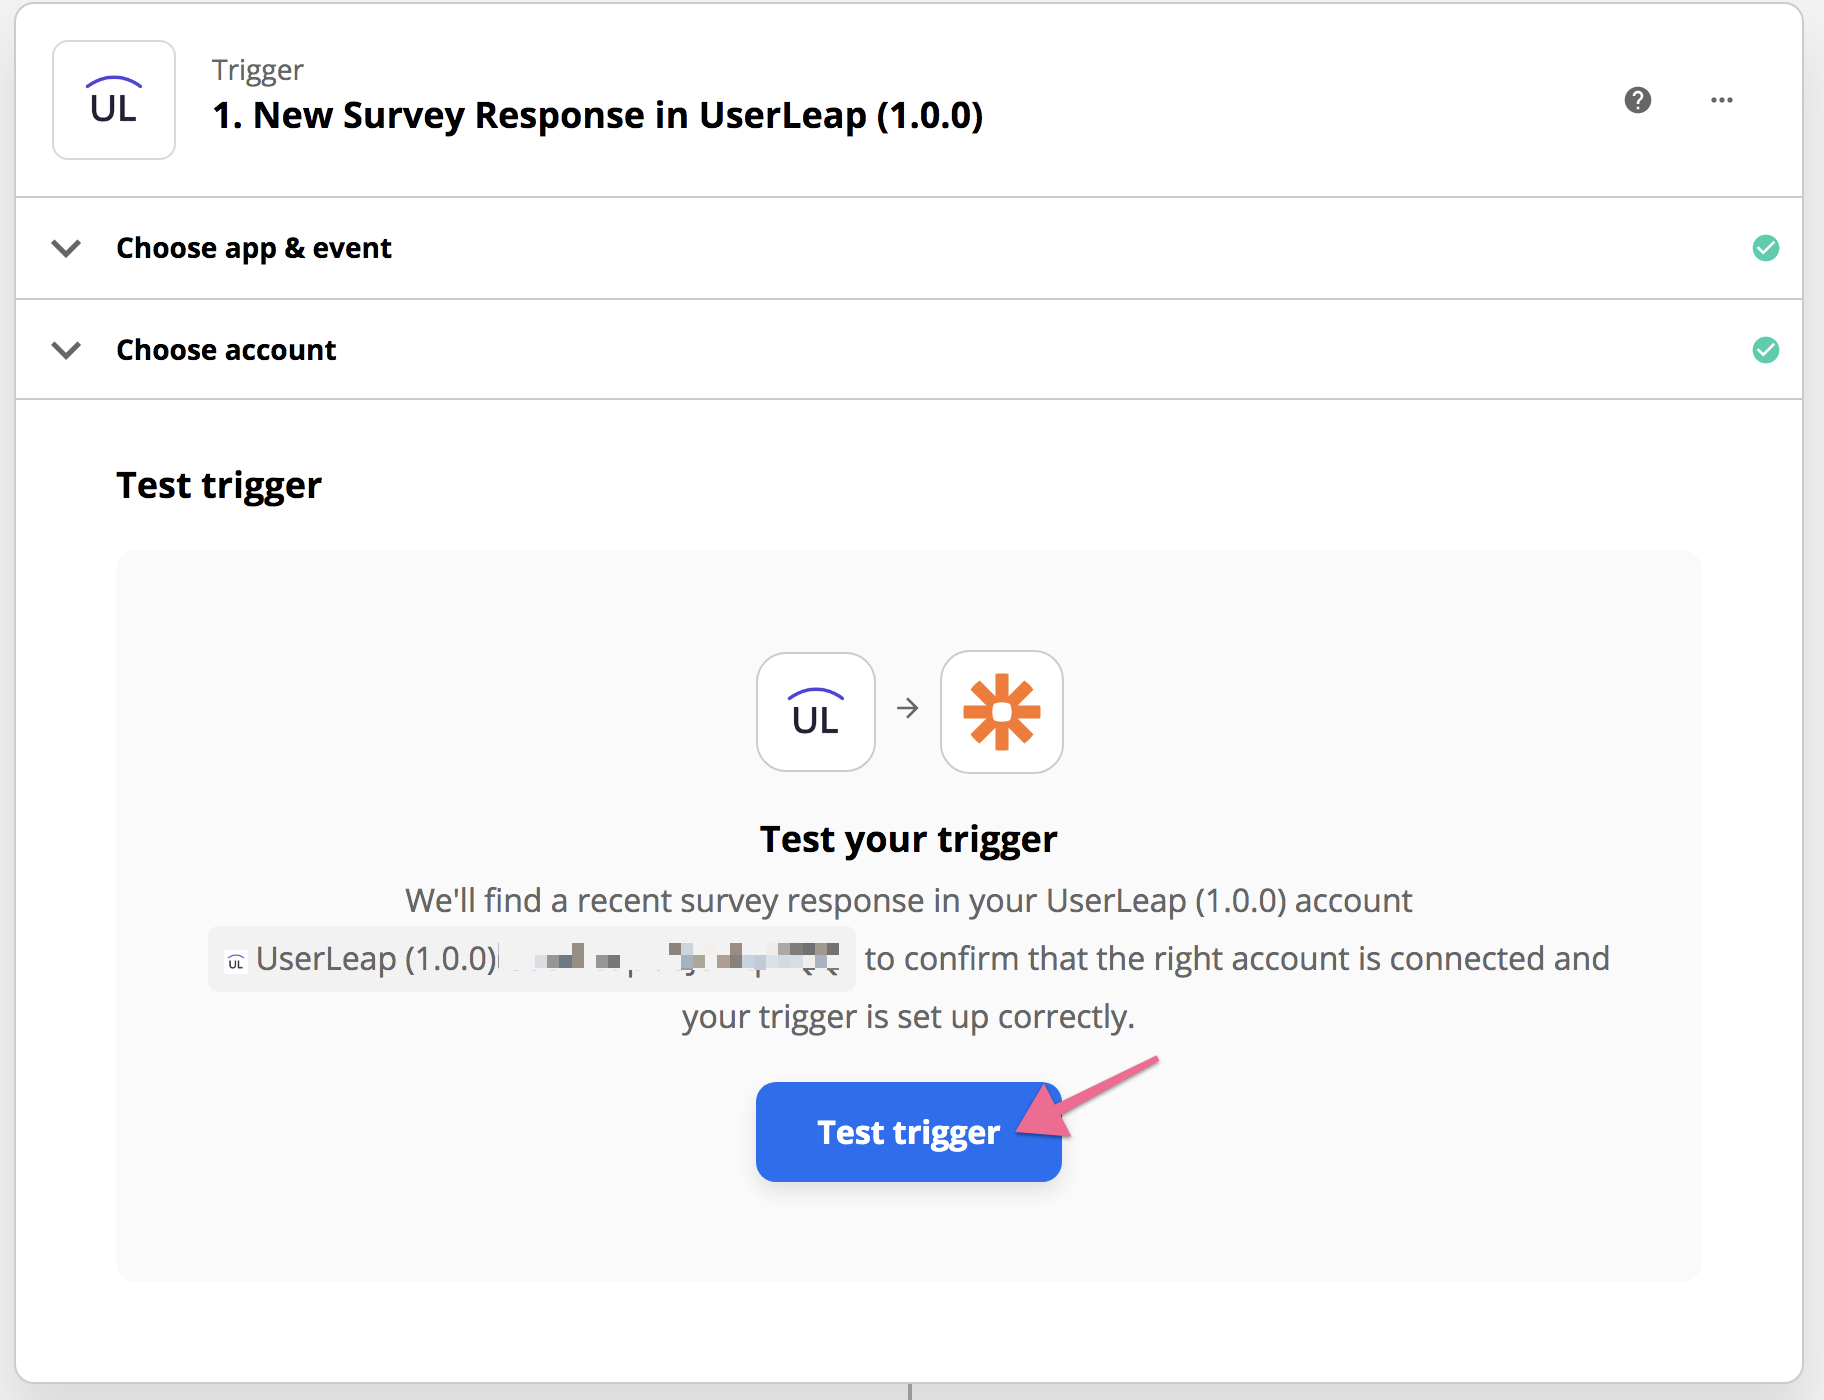 UL
Trigger
1. New Survey Response in UserLeap (1.0.0)
Choose app & event
Choose account
Test trigger
UL
Test your trigger
We'll find a recent survey response in your UserLeap (1.0.0) account
UL UserLeap (1.0.0) to confirm that the right account is connected and
your trigger is set up correctly.
Test trigger